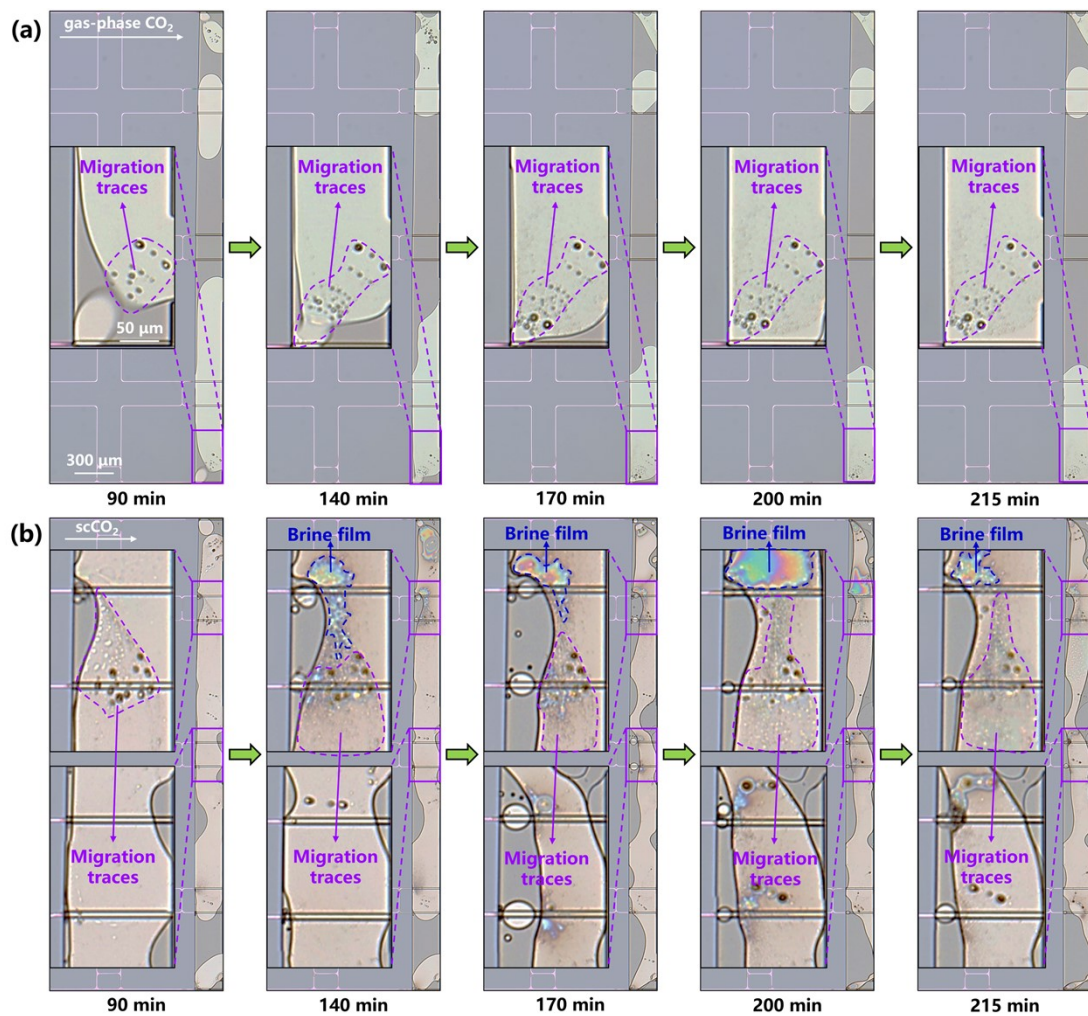 (a)
gas-phase CO₂
Migration
traces
Migration
traces
Migration
traces
Migration
traces
Migration
traces
50 μm
300 μm
90 min
140 min
170 min
200 min
215 min
(b)
scCO₂
Brine film
Brine film
Brine film
Brine film
Migration
traces
Migration
traces
Migration
traces
Migration
traces
Migration
traces
90 min
140 min
170 min
200 min
215 min